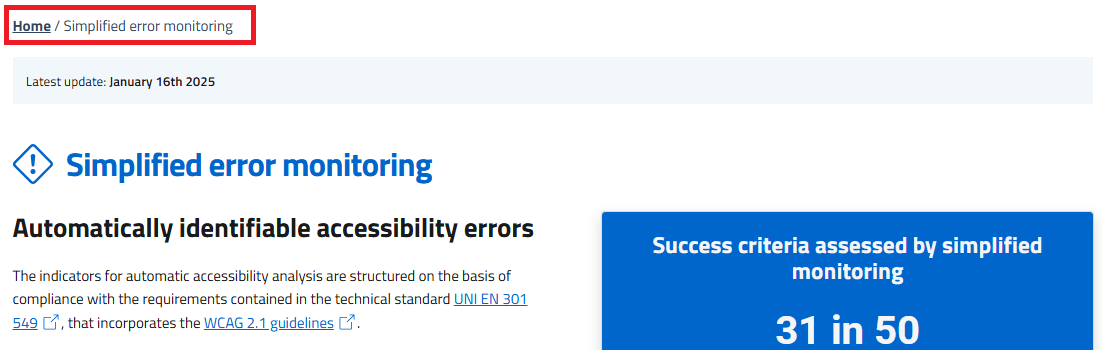 Home / Simplified error monitoring
Latest update: January 16th 2025
Simplified error monitoring
Automatically identifiable accessibility errors
The indicators for automatic accessibility analysis are structured on the basis of
compliance with the requirements contained in the technical standard UNI EN 301
549, that incorporates the WCAG 2.1 guidelines.
Success criteria assessed by simplified
monitoring
31 in 50